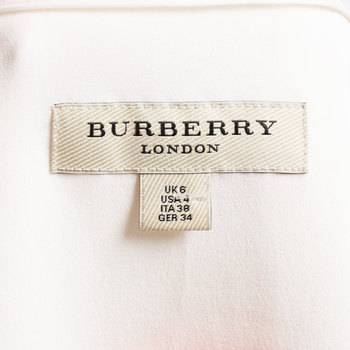 BURBERRY
LONDON
UK 6
USA 4
ITA 38
GER 34